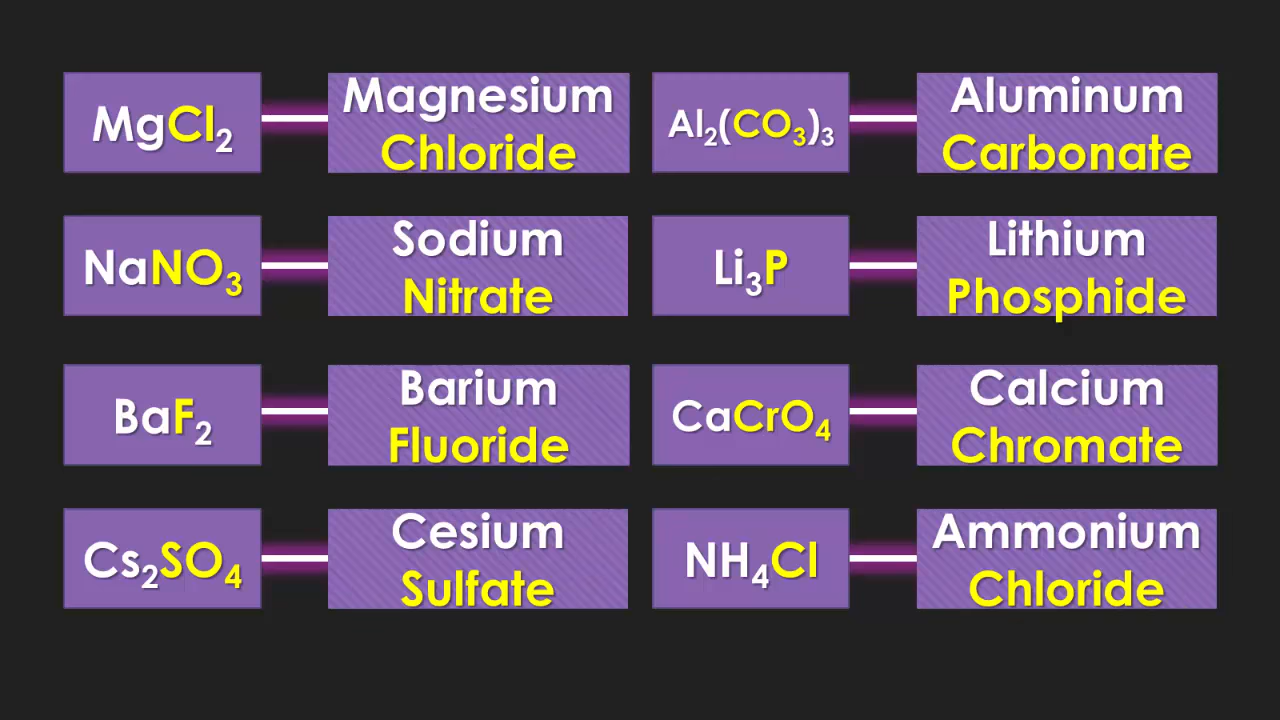 MgCl₂
Magnesium
Chloride
Al₂(CO₃)₃
Aluminum
Carbonate
NaNO₃
Sodium
Nitrate
Li₃P
Lithium
Phosphide
BaF₂
Barium
Fluoride
CaCrO₄
Calcium
Chromate
Cs₂SO₄
Cesium
Sulfate
NH₄Cl
Ammonium
Chloride